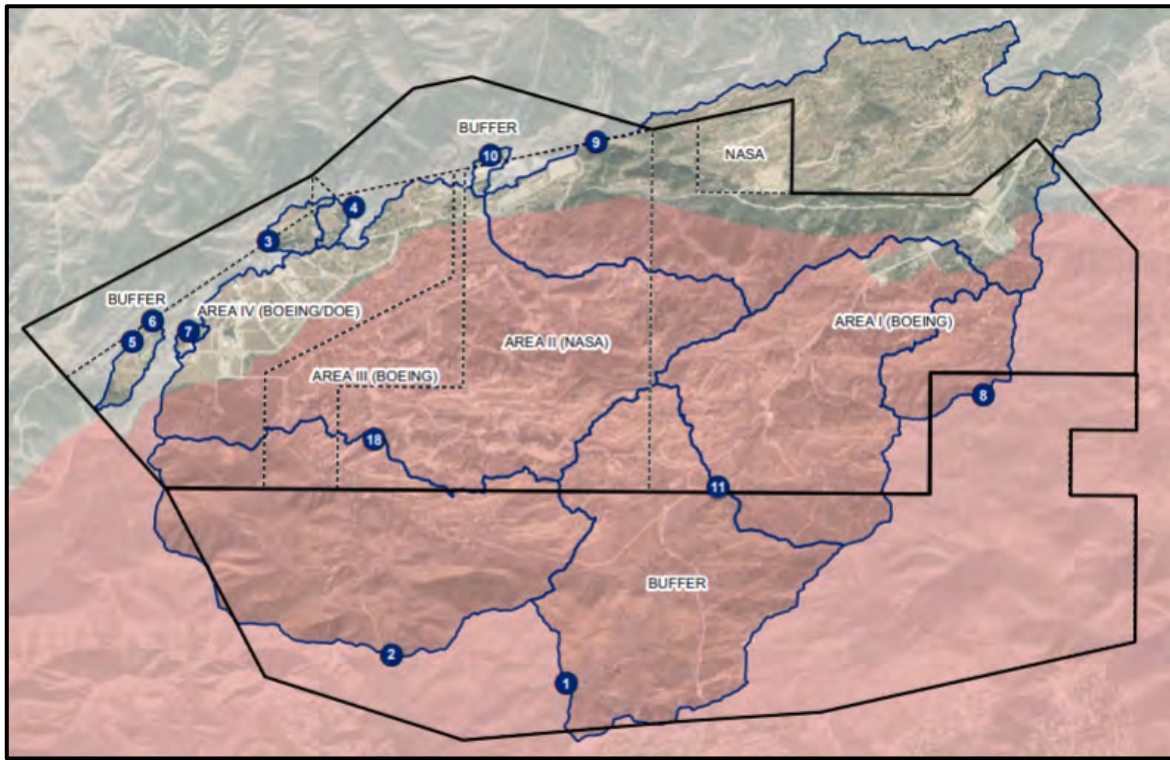 BUFFER
10
9
NASA
4
3
BUFFER
6
5
7
AREA IV (BOEING/DOE)
AREA I (BOEING)
AREA II (NASA)
AREA III (BOEING)
8
18
11
BUFFER
2
1